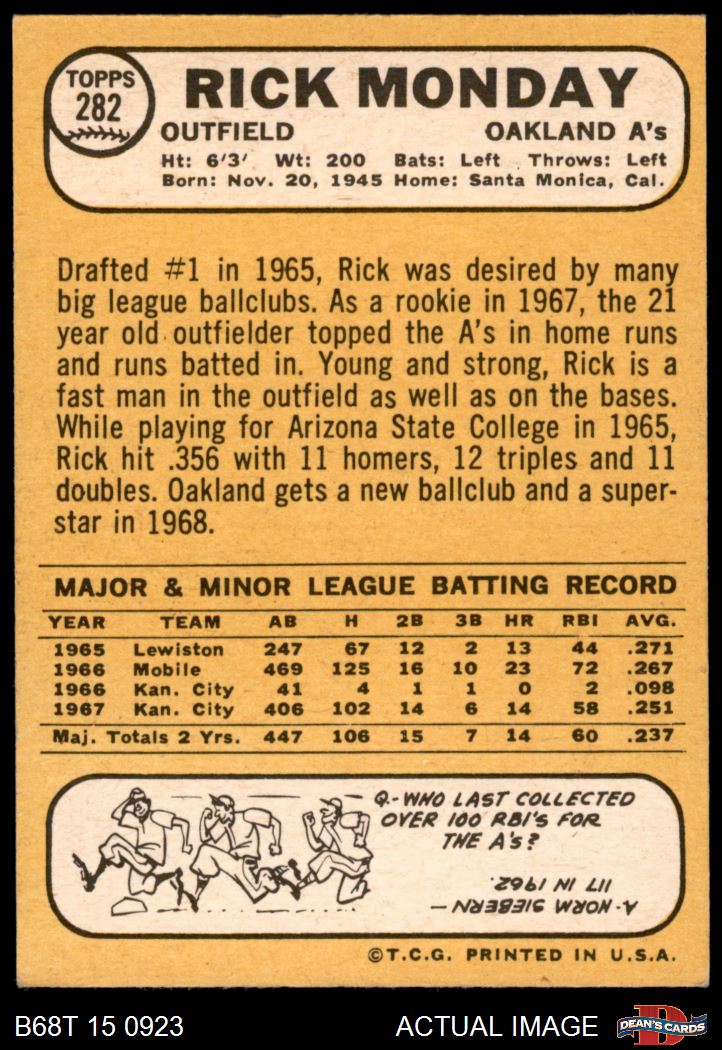 TOPPS
282
RICK MONDAY
OUTFIELD OAKLAND A's
Ht: 6'3' Wt: 200 Bats: Left Throws: Left
Born: Nov. 20, 1945 Home: Santa Monica, Cal.
Drafted #1 in 1965, Rick was desired by many
big league ballclubs. As a rookie in 1967, the 21
year old outfielder topped the A's in home runs
and runs batted in. Young and strong, Rick is a
fast man in the outfield as well as on the bases.
While playing for Arizona State College in 1965,
Rick hit .356 with 11 homers, 12 triples and 11
doubles. Oakland gets a new ballclub and a super-
star in 1968.
MAJOR & MINOR LEAGUE BATTING RECORD
YEAR TEAM AB H 2B 3B HR RBI AVG.
1965 Lewiston 247 67 12 2 13 44 .271
1966 Mobile 469 125 16 10 23 72 .267
1966 Kan. City 41 4 1 1 0 2 .098
1967 Kan. City 406 102 14 6 14 58 .251
Maj. Totals 2 Yrs. 447 106 15 7 14 60 .237
Q-WHO LAST COLLECTED
OVER 100 RBI'S FOR
THE A's?
A-NORM SIEBERN —
117 IN 1962.
©T.C.G. PRINTED IN U.S.A.
B68T 15 0923 ACTUAL IMAGE
D
DEAN'S CARDS